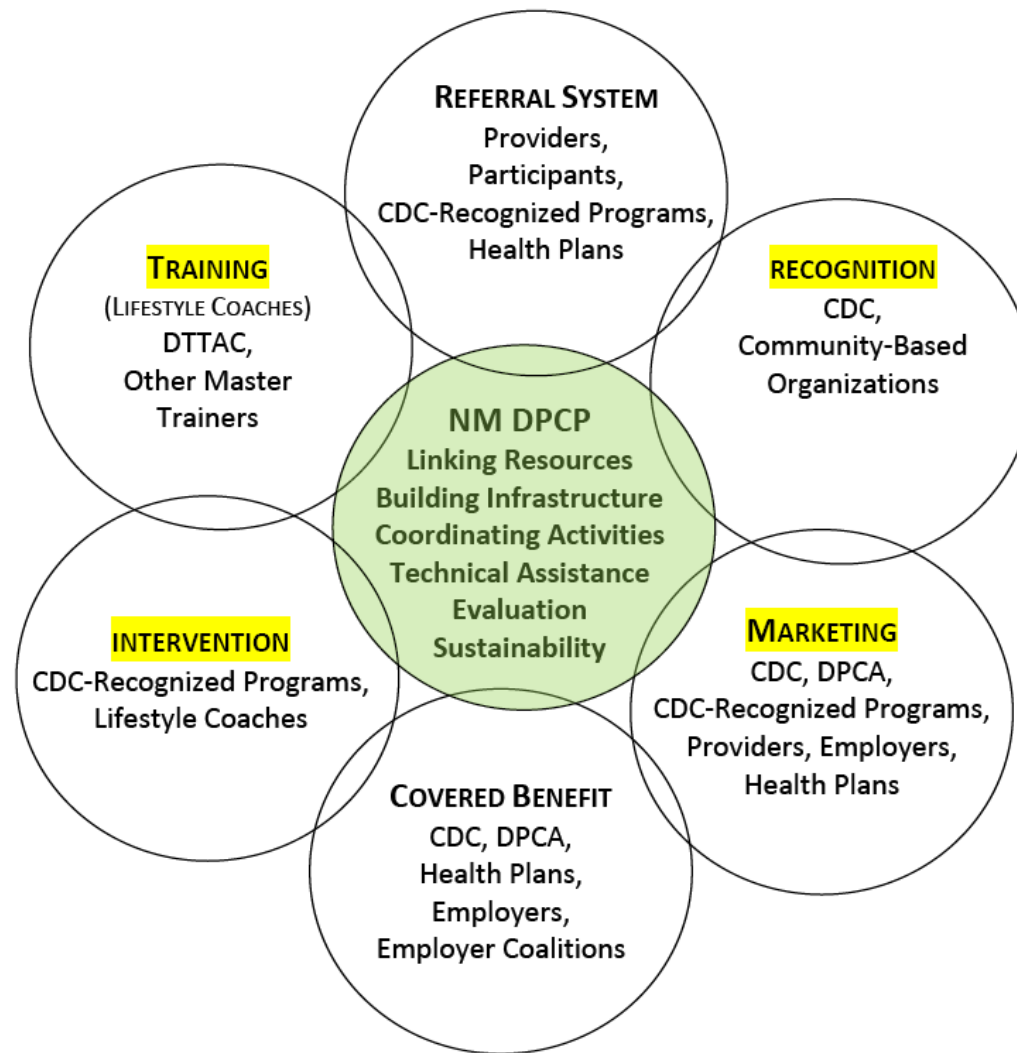 REFERRAL SYSTEM
Providers,
Participants,
CDC-Recognized Programs,
Health Plans
TRAINING
(LIFESTYLE COACHES)
DTTAC,
Other Master
Trainers
RECOGNITION
CDC,
Community-Based
Organizations
NM DPCP
Linking Resources
Building Infrastructure
Coordinating Activities
Technical Assistance
Evaluation
Sustainability
INTERVENTION
CDC-Recognized Programs,
Lifestyle Coaches
MARKETING
CDC, DPCA,
CDC-Recognized Programs,
Providers, Employers,
Health Plans
COVERED BENEFIT
CDC, DPCA,
Health Plans,
Employers,
Employer Coalitions